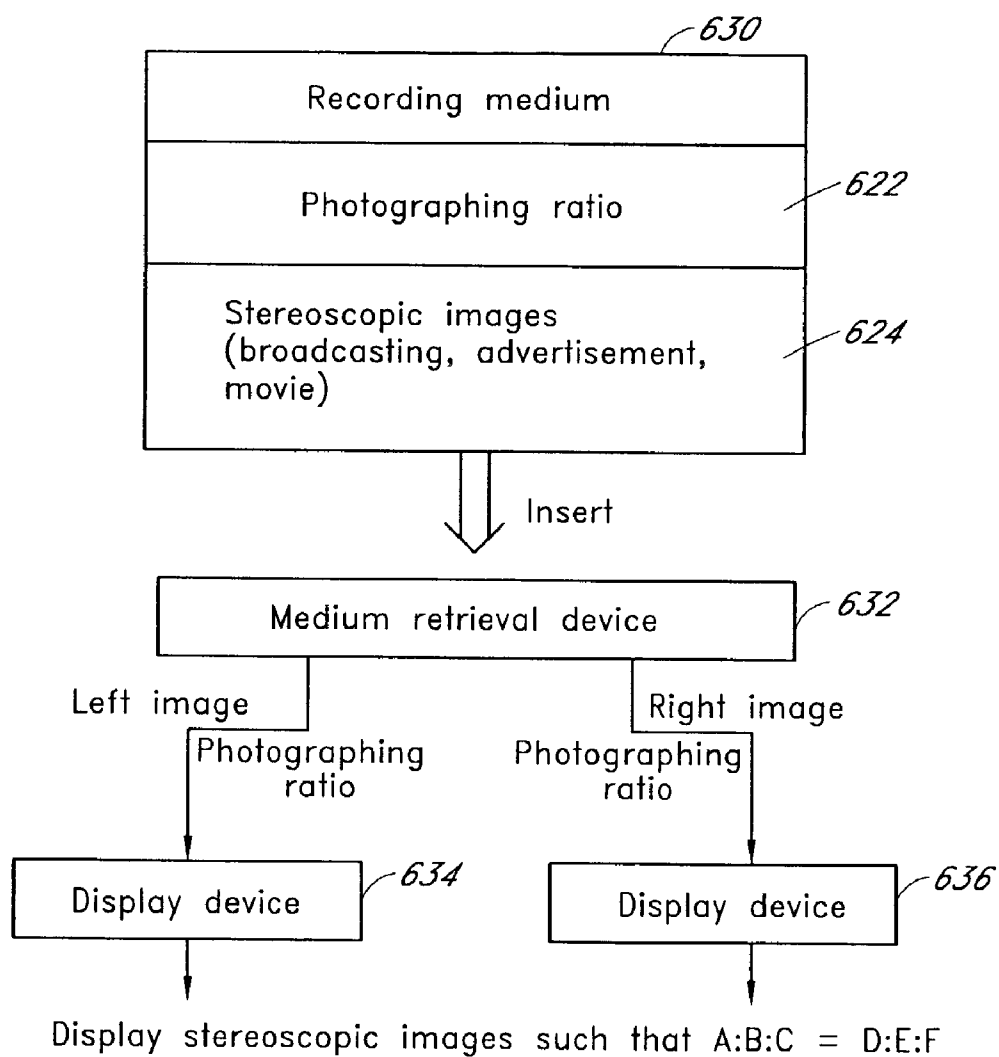 630
Recording medium
Photographing ratio
622
Stereoscopic images
(broadcasting, advertisement,
movie)
624
Insert
Medium retrieval device
632
Left image
Right image
Photographing
ratio
Photographing
ratio
Display device
634
Display device
636
Display stereoscopic images such that A:B:C = D:E:F